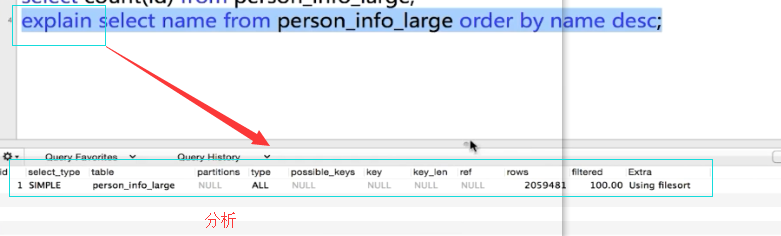 select count(id) from person_info_large;
4 explain select name from person_info_large order by name desc;
Query Favorites Query History
id select_type table partitions type possible_keys key key_len ref rows filtered Extra
1 SIMPLE person_info_large NULL ALL NULL NULL NULL NULL 2059481 100.00 Using filesort
分析